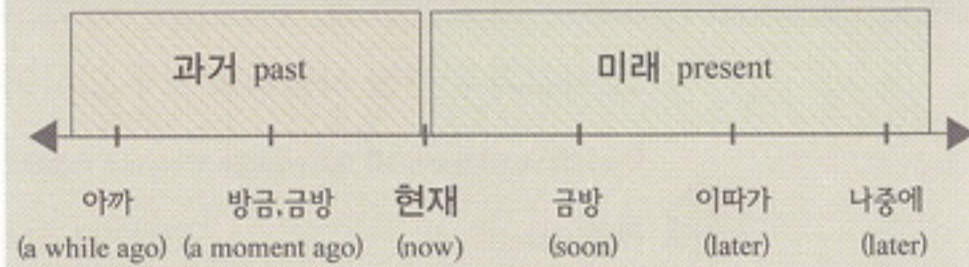 과거 past 미래 present
아까 방금,금방 현재 금방 이따가 나중에
(a while ago) (a moment ago) (now) (soon) (later) (later)